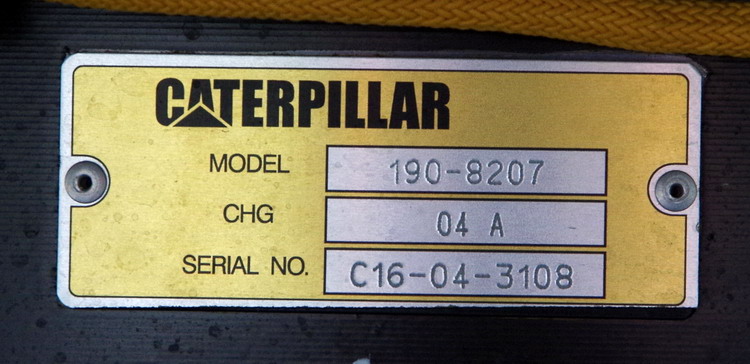 CATERPILLAR
MODEL 190-8207
CHG 04 A
SERIAL NO. C16-04-3108